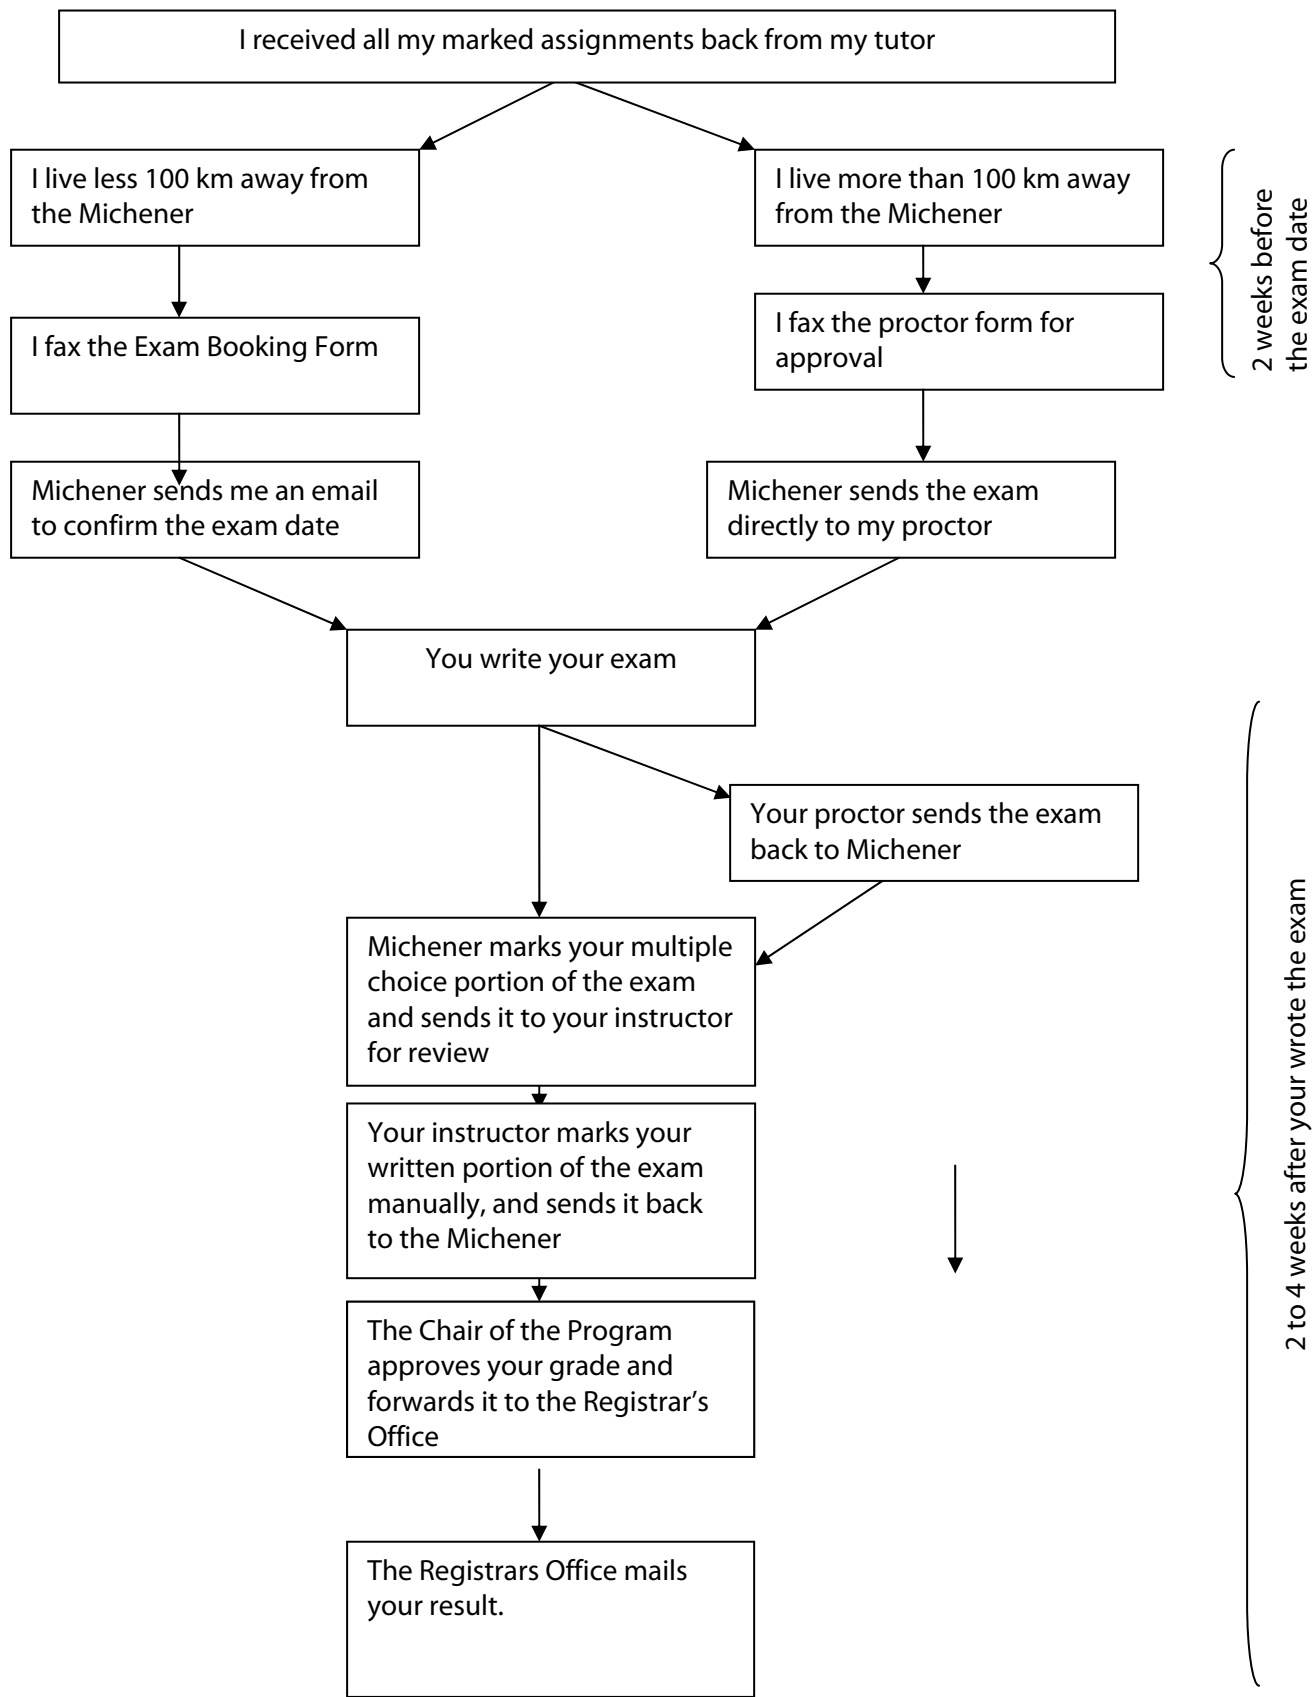 I received all my marked assignments back from my tutor
I live less 100 km away from
the Michener
I live more than 100 km away
from the Michener
2 weeks before
the exam date
I fax the Exam Booking Form
I fax the proctor form for
approval
Michener sends me an email
to confirm the exam date
Michener sends the exam
directly to my proctor
You write your exam
Your proctor sends the exam
back to Michener
Michener marks your multiple
choice portion of the exam
and sends it to your instructor
for review
Your instructor marks your
written portion of the exam
manually, and sends it back
to the Michener
2 to 4 weeks after your wrote the exam
The Chair of the Program
approves your grade and
forwards it to the Registrar’s
Office
The Registrars Office mails
your result.